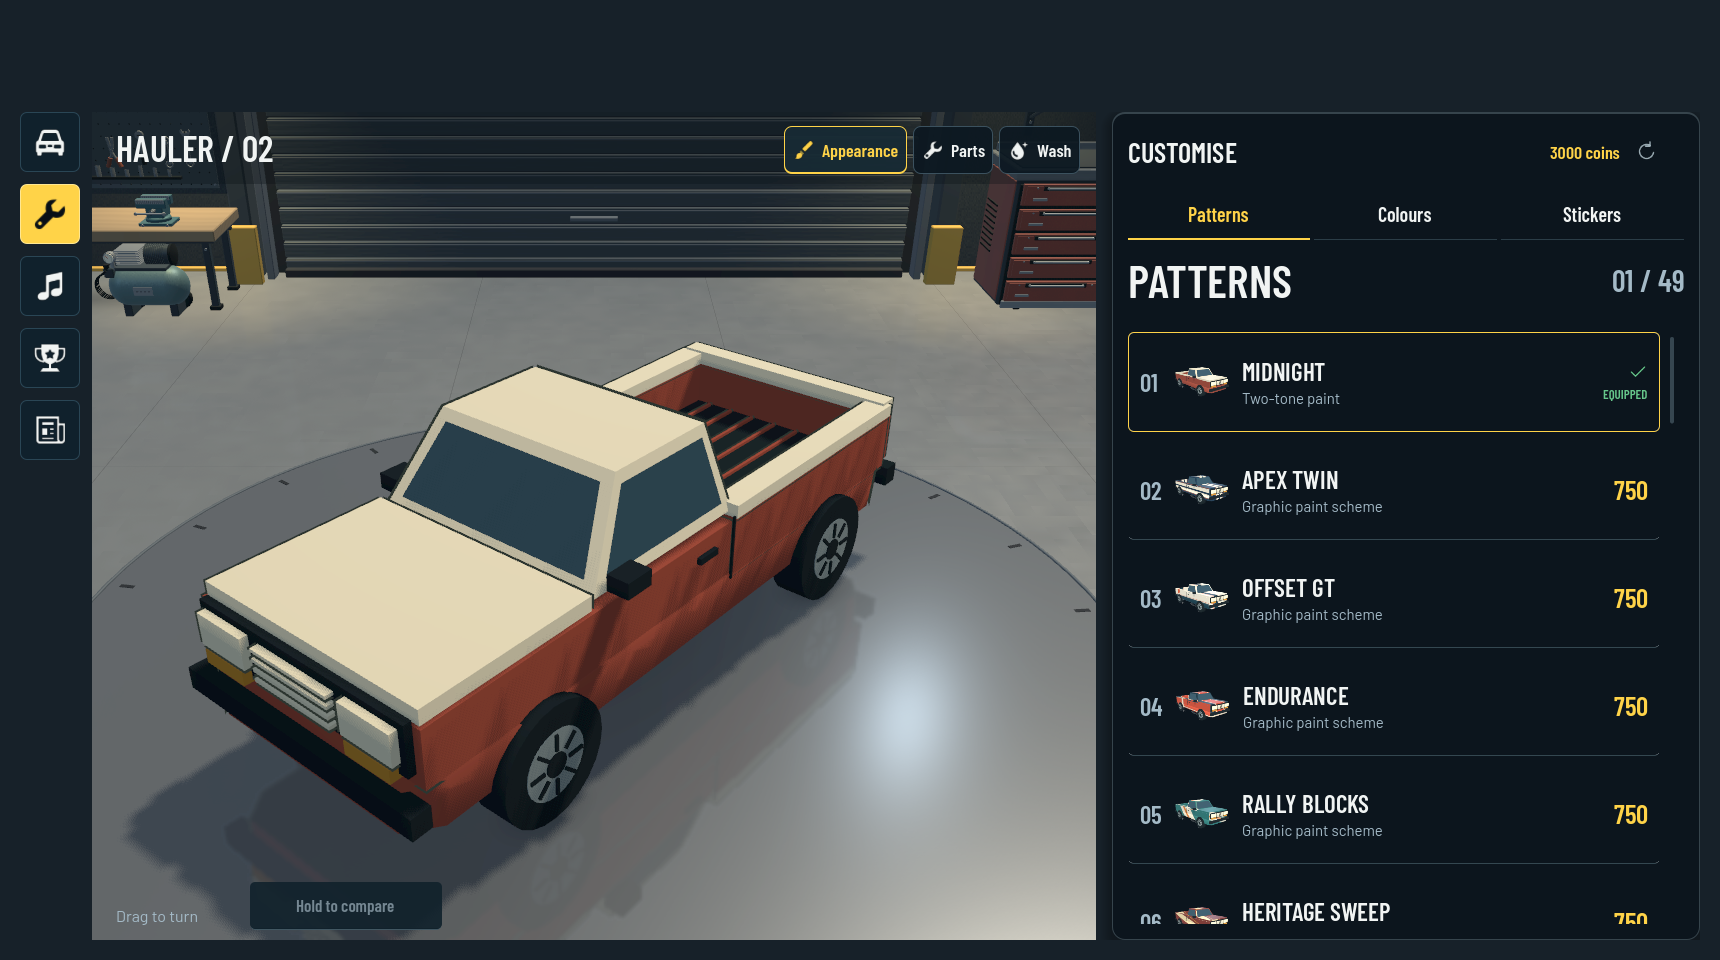 HAULER / 02
Appearance
Parts
Wash
Drag to turn
Hold to compare
CUSTOMISE
3000 coins
Patterns
Colours
Stickers
PATTERNS
01 / 49
01
MIDNIGHT
Two-tone paint
EQUIPPED
02
APEX TWIN
Graphic paint scheme
750
03
OFFSET GT
Graphic paint scheme
750
04
ENDURANCE
Graphic paint scheme
750
05
RALLY BLOCKS
Graphic paint scheme
750
06
HERITAGE SWEEP
750